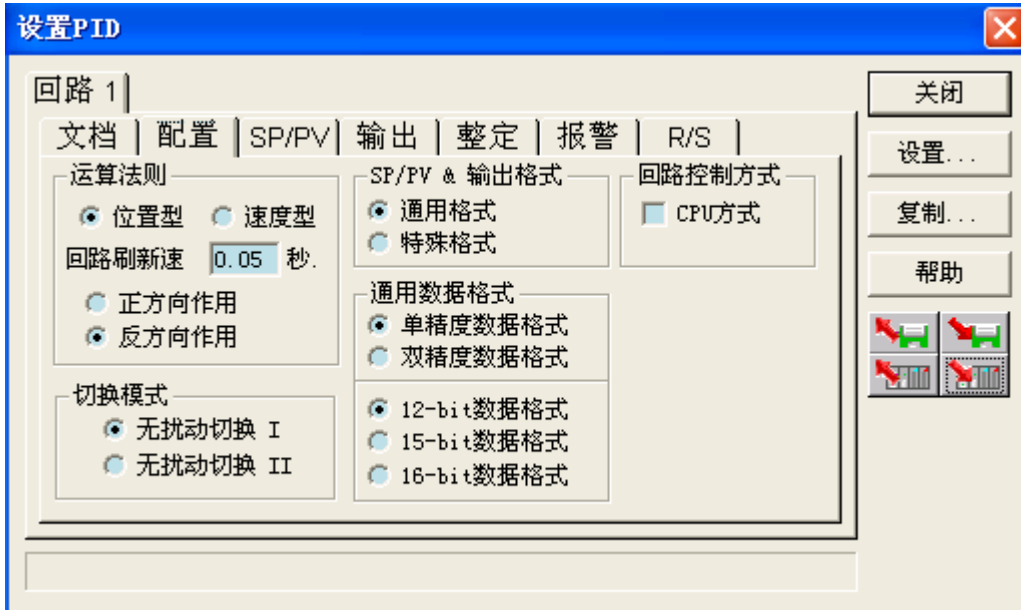 设置PID
回路 1
文档 配置 SP/PV 输出 整定 报警 R/S
运算法则
位置型 速度型
回路刷新速 0.05 秒.
正方向作用
反方向作用
切换模式
无扰动切换 I
无扰动切换 II
SP/PV & 输出格式
通用格式
特殊格式
通用数据格式
单精度数据格式
双精度数据格式
12-bit数据格式
15-bit数据格式
16-bit数据格式
回路控制方式
CPU方式
关闭
设置...
复制...
帮助